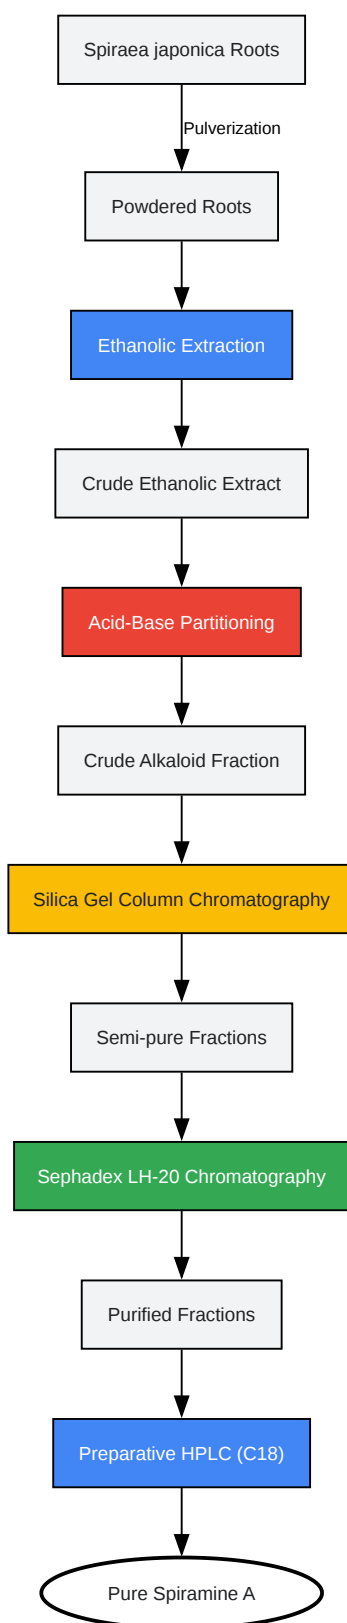 Spiraea japonica Roots
Pulverization
Powdered Roots
Ethanolic Extraction
Crude Ethanolic Extract
Acid-Base Partitioning
Crude Alkaloid Fraction
Silica Gel Column Chromatography
Semi-pure Fractions
Sephadex LH-20 Chromatography
Purified Fractions
Preparative HPLC (C18)
Pure Spiramine A